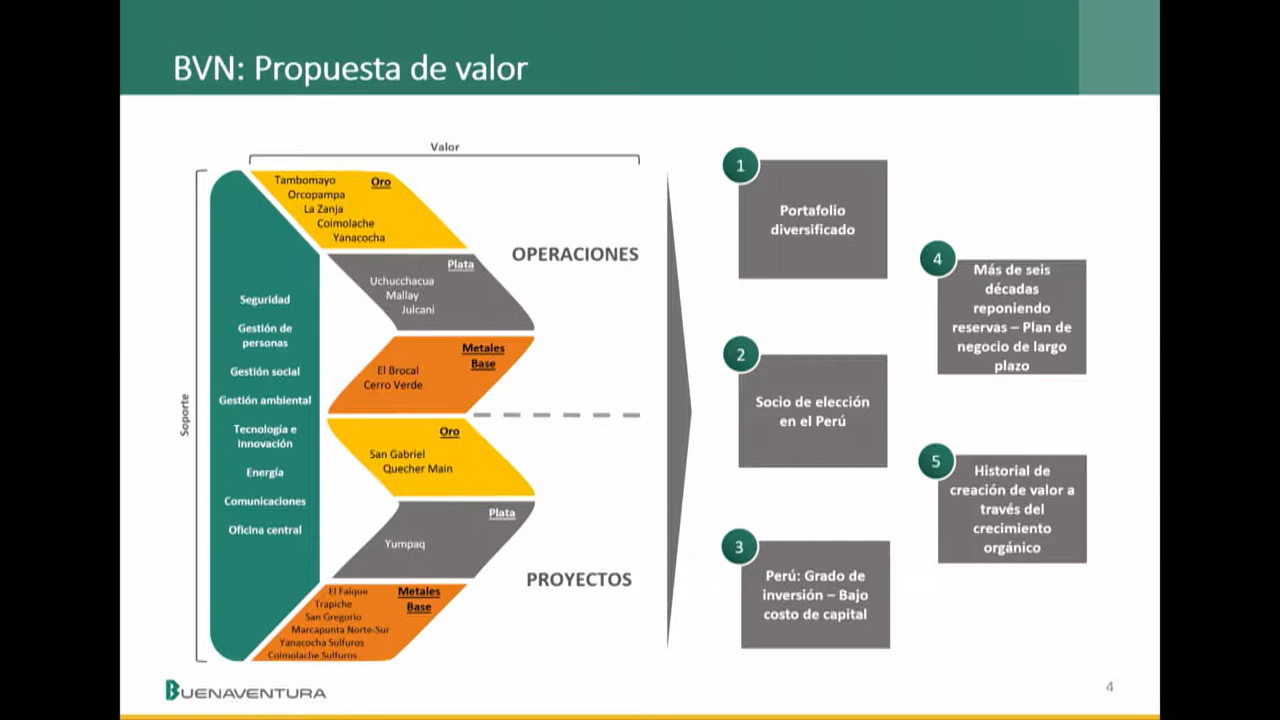 BVN: Propuesta de valor
Valor
Soporte
Seguridad
Gestión de
personas
Gestión social
Gestión ambiental
Tecnología e
innovación
Energía
Comunicaciones
Oficina central
Oro
Tambomayo
Orcopampa
La Zanja
Coimolache
Yanacocha
Plata
Uchucchacua
Mallay
Julcani
Metales
Base
El Brocal
Cerro Verde
OPERACIONES
Oro
San Gabriel
Quecher Main
Plata
Yumpaq
Metales
Base
El Faique
Trapiche
San Gregorio
Marcapunta Norte-Sur
Yanacocha Sulfuros
Coimolache Sulfuros
PROYECTOS
1
Portafolio
diversificado
2
Socio de elección
en el Perú
3
Perú: Grado de
inversión – Bajo
costo de capital
4
Más de seis
décadas
reponiendo
reservas – Plan de
negocio de largo
plazo
5
Historial de
creación de valor a
través del
crecimiento
orgánico
BUENAVENTURA
4